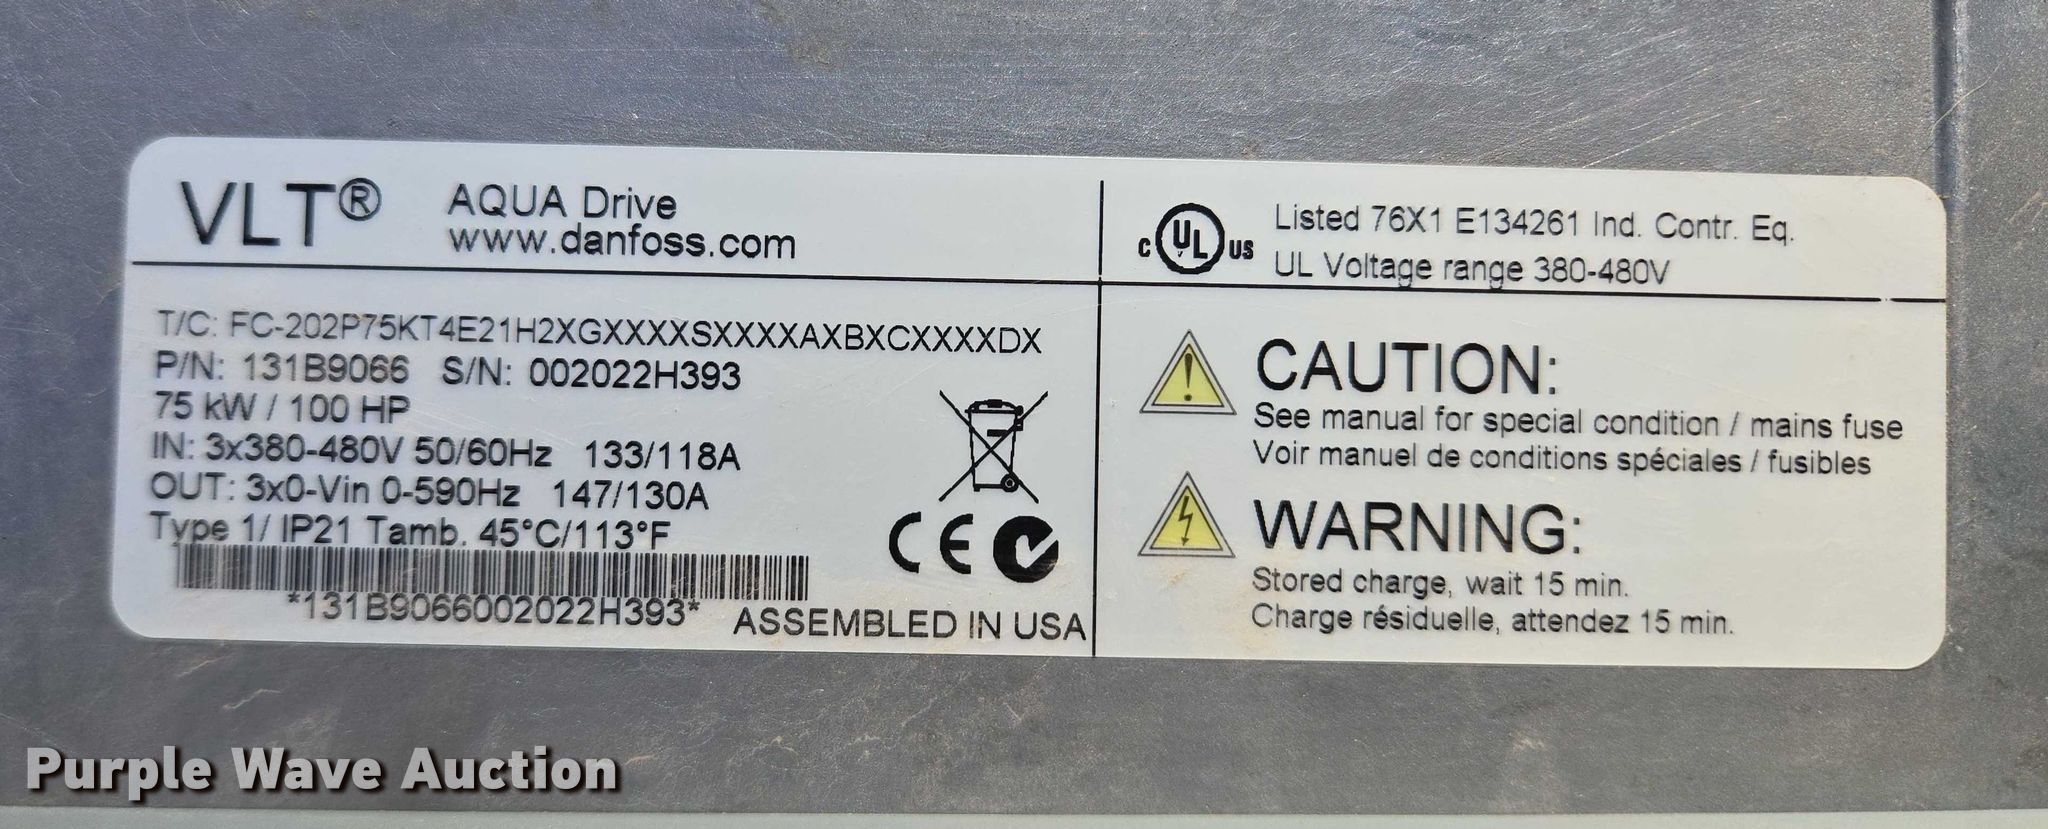 VLT® AQUA Drive
www.danfoss.com
T/C: FC-202P75KT4E21H2XGXXXXSXXXXAXBXCXXXXDX
P/N: 131B9066 S/N: 002022H393
75 kW / 100 HP
IN: 3x380-480V 50/60Hz 133/118A
OUT: 3x0-Vin 0-590Hz 147/130A
Type 1/ IP21 Tamb. 45°C/113°F
*131B9066002022H393*
CE
ASSEMBLED IN USA
C UL US
Listed 76X1 E134261 Ind. Contr. Eq.
UL Voltage range 380-480V
CAUTION:
See manual for special condition / mains fuse
Voir manuel de conditions spéciales / fusibles
WARNING:
Stored charge, wait 15 min.
Charge résiduelle, attendez 15 min.
Purple Wave Auction